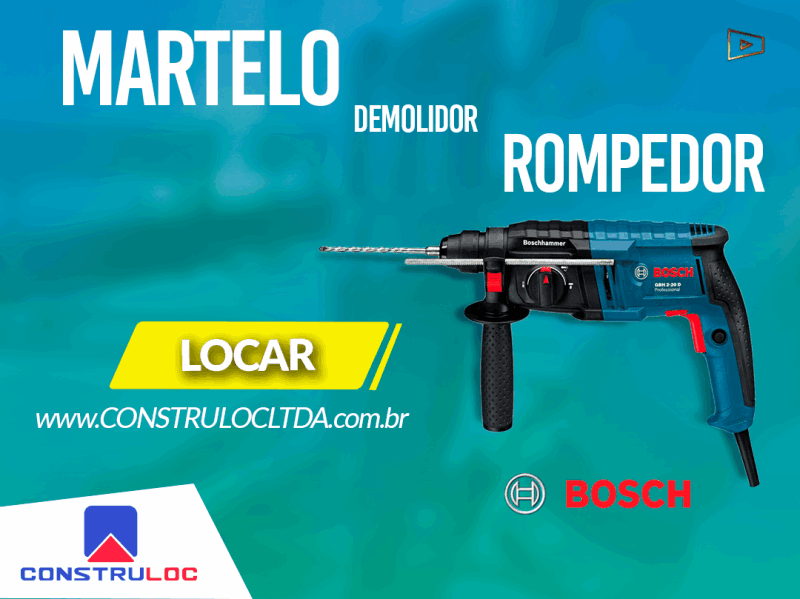 MARTELO
DEMOLIDOR
ROMPEDOR
Boschhammer
BOSCH
GBH 2-20 D
Professional
LOCAR
www.CONSTRULOCLTDA.com.br
BOSCH
CONSTRULOC